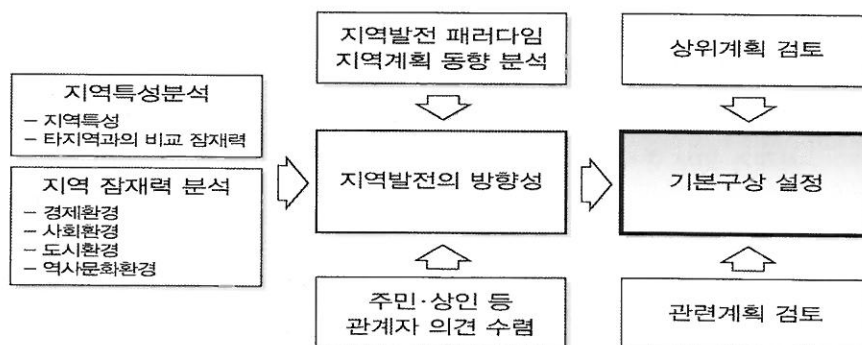 지역발전 패러다임
지역계획 동향 분석
상위계획 검토
지역특성분석
– 지역특성
– 타지역과의 비교 잠재력
지역 잠재력 분석
– 경제환경
– 사회환경
– 도시환경
– 역사문화환경
지역발전의 방향성
기본구상 설정
주민·상인 등
관계자 의견 수렴
관련계획 검토